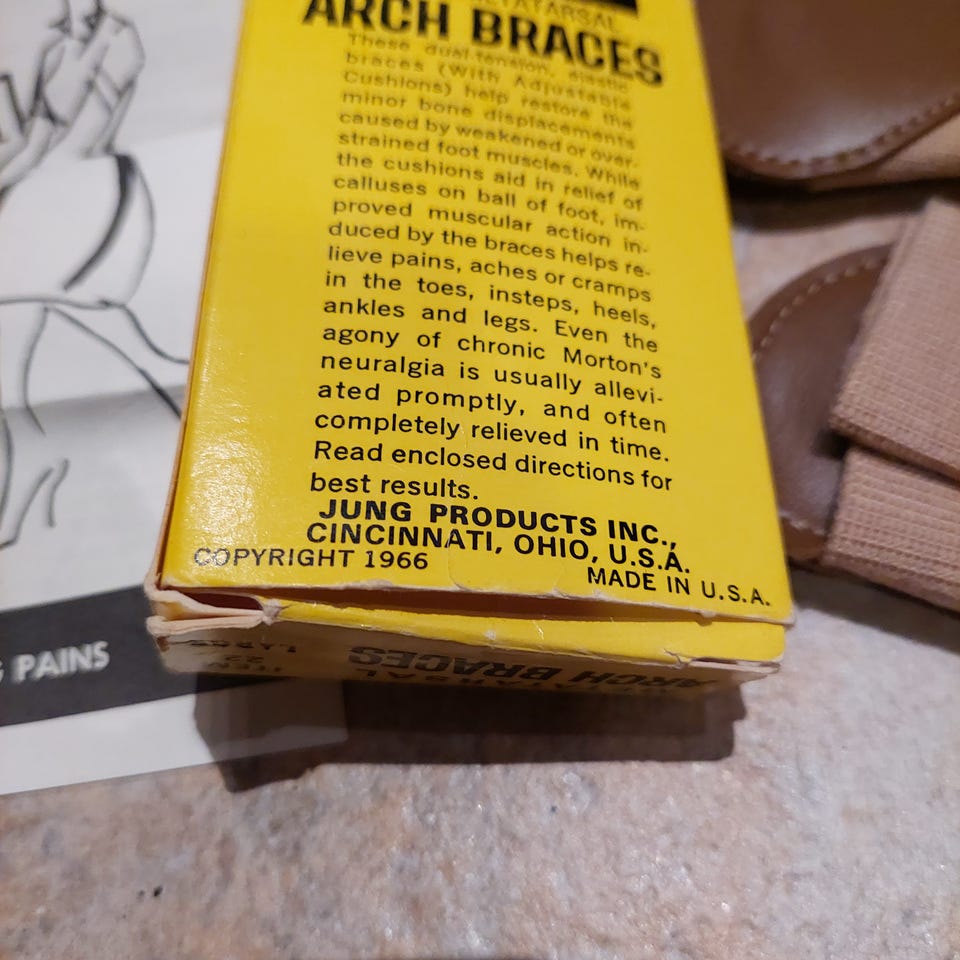 METATARSAL
ARCH BRACES
These dual-tension, elastic
braces (With Adjustable
Cushions) help restore the
minor bone displacements
caused by weakened or over-
strained foot muscles. While
the cushions aid in relief of
calluses on ball of foot, im-
proved muscular action in-
duced by the braces helps re-
lieve pains, aches or cramps
in the toes, insteps, heels,
ankles and legs. Even the
agony of chronic Morton's
neuralgia is usually allevi-
ated promptly, and often
completely relieved in time.
Read enclosed directions for
best results.
JUNG PRODUCTS INC.,
CINCINNATI, OHIO, U.S.A.
COPYRIGHT 1966
MADE IN U.S.A.
METATARSAL
ARCH BRACES
PAINS